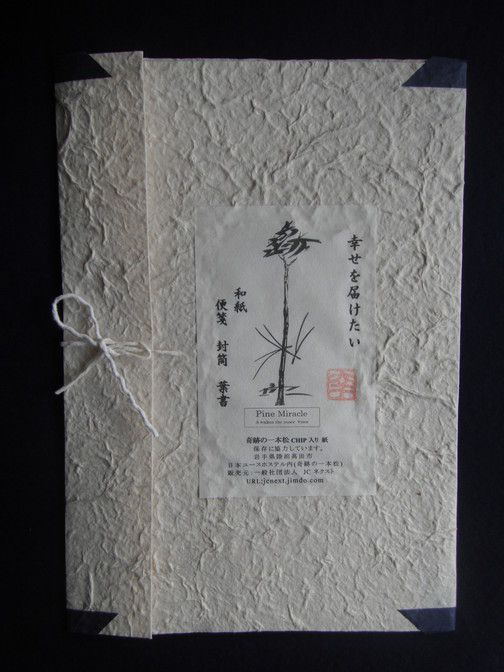 幸せを届けたい
和紙
便箋 封筒 葉書
Pine Miracle
奇跡の一本松 CHIP 入り 紙
保存に協力しています。
岩手県陸前高田市
日本ユースホステル内(奇跡の一本松)
販売元:一般社団法人 JC ネクスト
URL:jcnext.jimdo.com